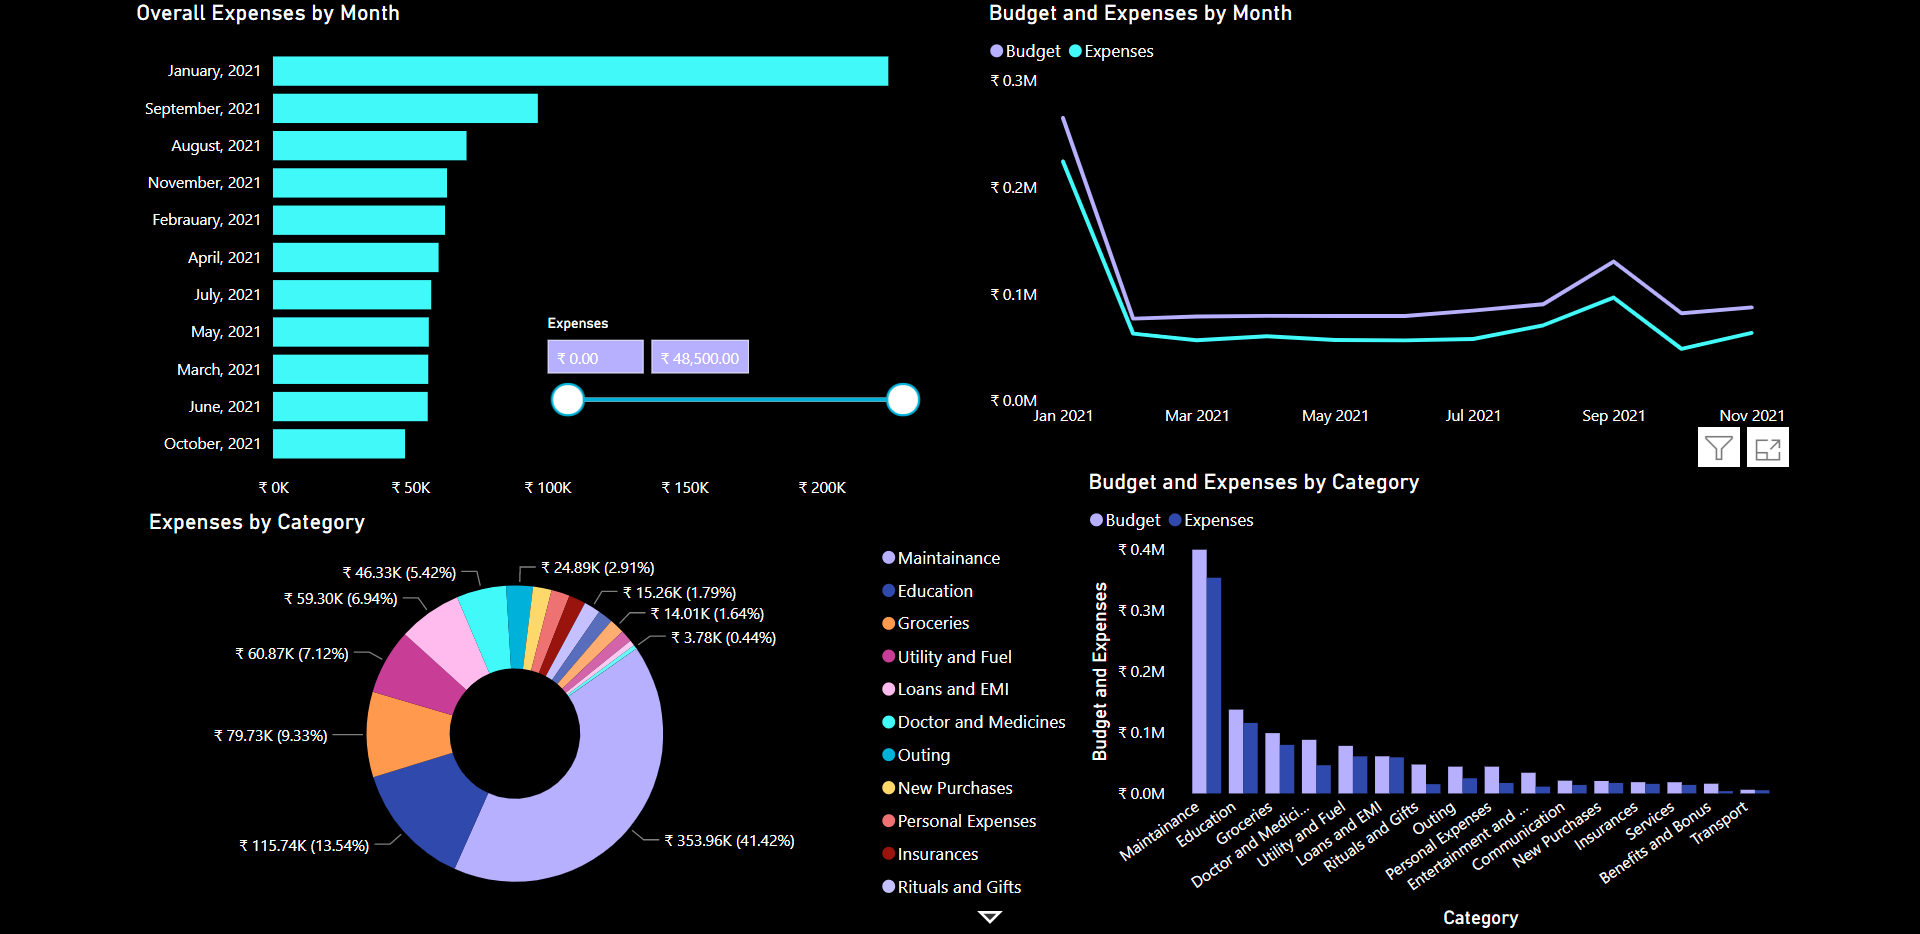 Overall Expenses by Month
January, 2021
September, 2021
August, 2021
November, 2021
Febrauary, 2021
April, 2021
July, 2021
May, 2021
March, 2021
June, 2021
October, 2021
₹ 0K
₹ 50K
₹ 100K
₹ 150K
₹ 200K
Expenses
₹ 0.00
₹ 48,500.00
Budget and Expenses by Month
Budget
Expenses
₹ 0.3M
₹ 0.2M
₹ 0.1M
₹ 0.0M
Jan 2021
Mar 2021
May 2021
Jul 2021
Sep 2021
Nov 2021
Expenses by Category
₹ 24.89K (2.91%)
₹ 46.33K (5.42%)
₹ 15.26K (1.79%)
₹ 59.30K (6.94%)
₹ 14.01K (1.64%)
₹ 3.78K (0.44%)
₹ 60.87K (7.12%)
₹ 79.73K (9.33%)
₹ 353.96K (41.42%)
₹ 115.74K (13.54%)
Maintainance
Education
Groceries
Utility and Fuel
Loans and EMI
Doctor and Medicines
Outing
New Purchases
Personal Expenses
Insurances
Rituals and Gifts
Budget and Expenses by Category
Budget
Expenses
Budget and Expenses
₹ 0.4M
₹ 0.3M
₹ 0.2M
₹ 0.1M
₹ 0.0M
Maintainance
Education
Groceries
Doctor and Medici...
Utility and Fuel
Loans and EMI
Rituals and Gifts
Outing
Personal Expenses
Entertainment and ...
Communication
New Purchases
Insurances
Services
Benefits and Bonus
Transport
Category